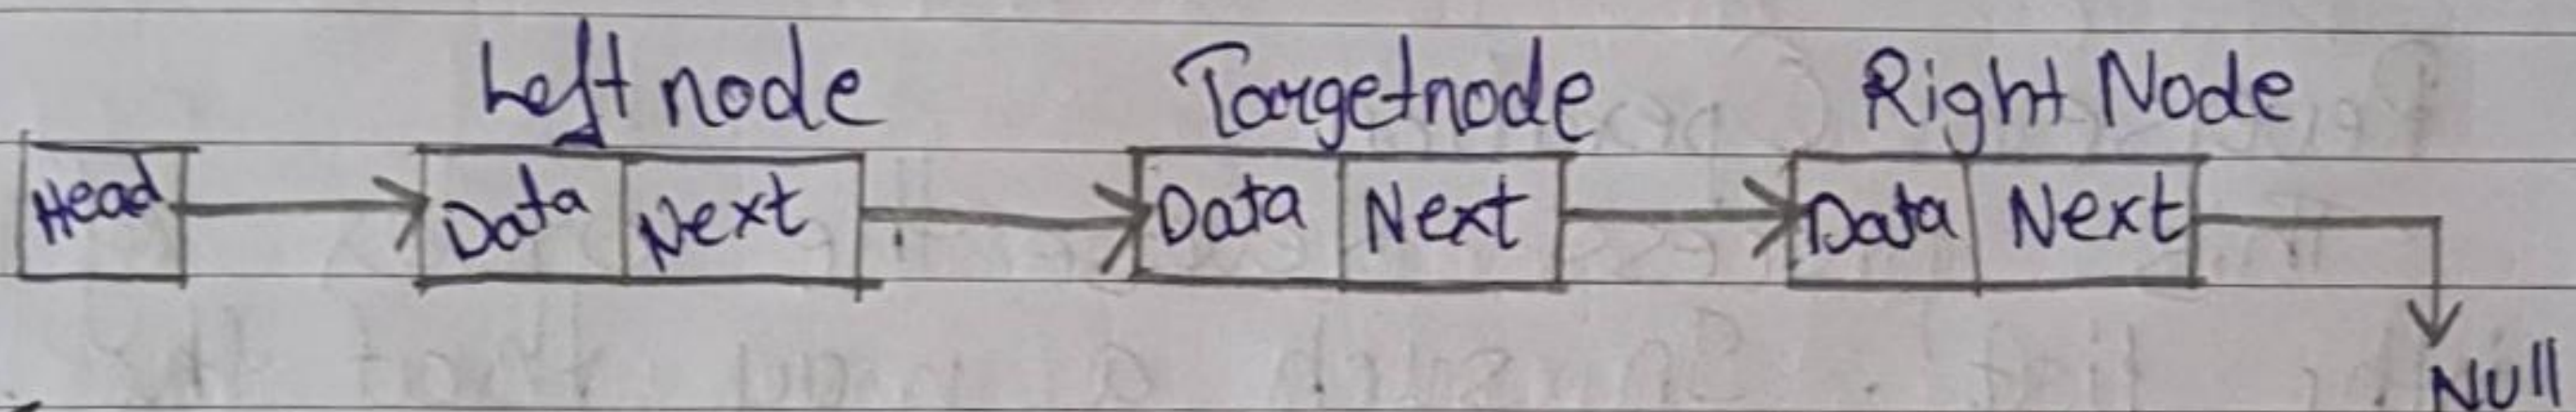 Left node Targetnode Right Node
Head Data Next Data Next Data Next
Null